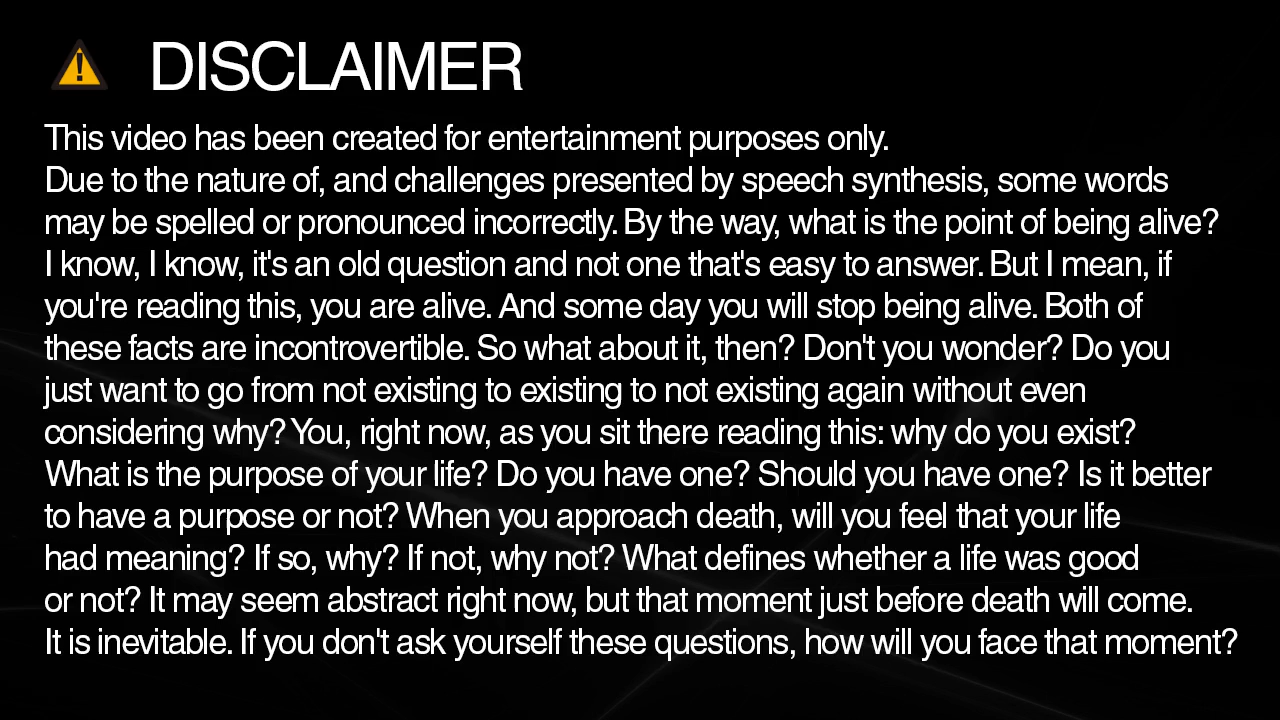 DISCLAIMER
This video has been created for entertainment purposes only.
Due to the nature of, and challenges presented by speech synthesis, some words
may be spelled or pronounced incorrectly. By the way, what is the point of being alive?
I know, I know, it's an old question and not one that's easy to answer. But I mean, if
you're reading this, you are alive. And some day you will stop being alive. Both of
these facts are incontrovertible. So what about it, then? Don't you wonder? Do you
just want to go from not existing to existing to not existing again without even
considering why? You, right now, as you sit there reading this: why do you exist?
What is the purpose of your life? Do you have one? Should you have one? Is it better
to have a purpose or not? When you approach death, will you feel that your life
had meaning? If so, why? If not, why not? What defines whether a life was good
or not? It may seem abstract right now, but that moment just before death will come.
It is inevitable. If you don't ask yourself these questions, how will you face that moment?